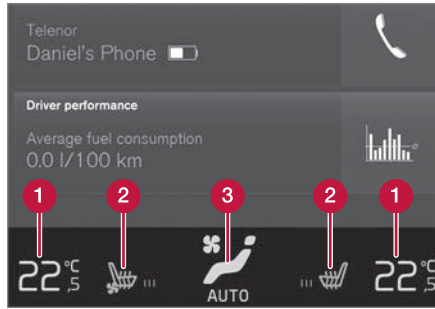 Telenor
Daniel's Phone
Driver performance
Average fuel consumption
0.0 l/100 km
1 2 3 2 1
22,5 °C 22,5 °C
AUTO